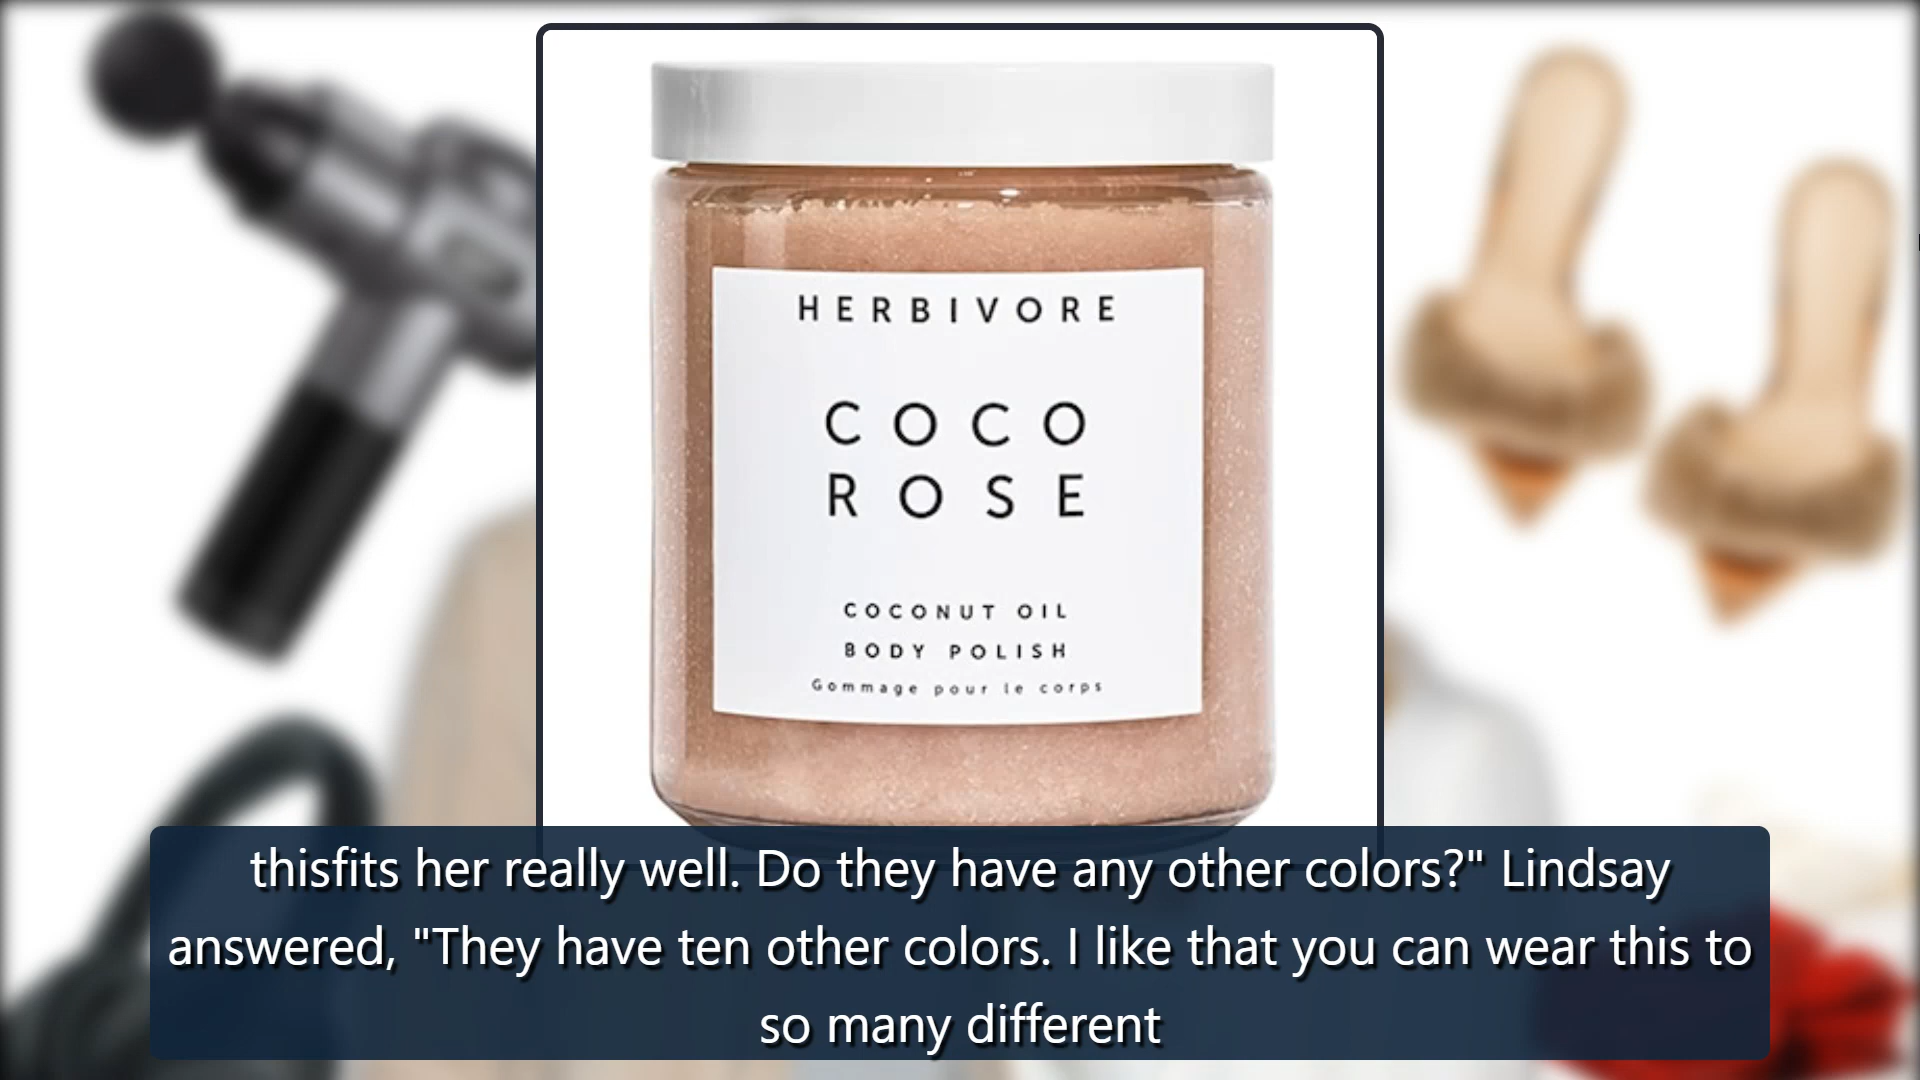 HERBIVORE
COCO
ROSE
COCONUT OIL
BODY POLISH
Gommage pour le corps
thisfits her really well. Do they have any other colors?" Lindsay
answered, "They have ten other colors. I like that you can wear this to
so many different